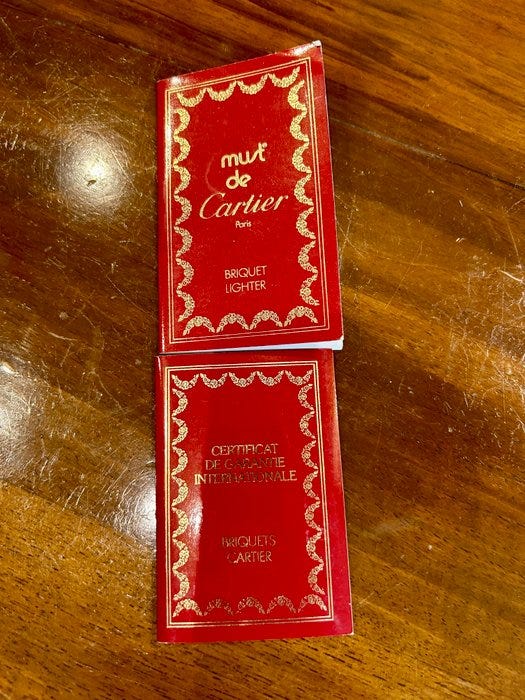 must
de
Cartier
Paris
BRIQUET
LIGHTER
CERTIFICAT
DE GARANTIE
INTERNATIONALE
BRIQUETS
CARTIER